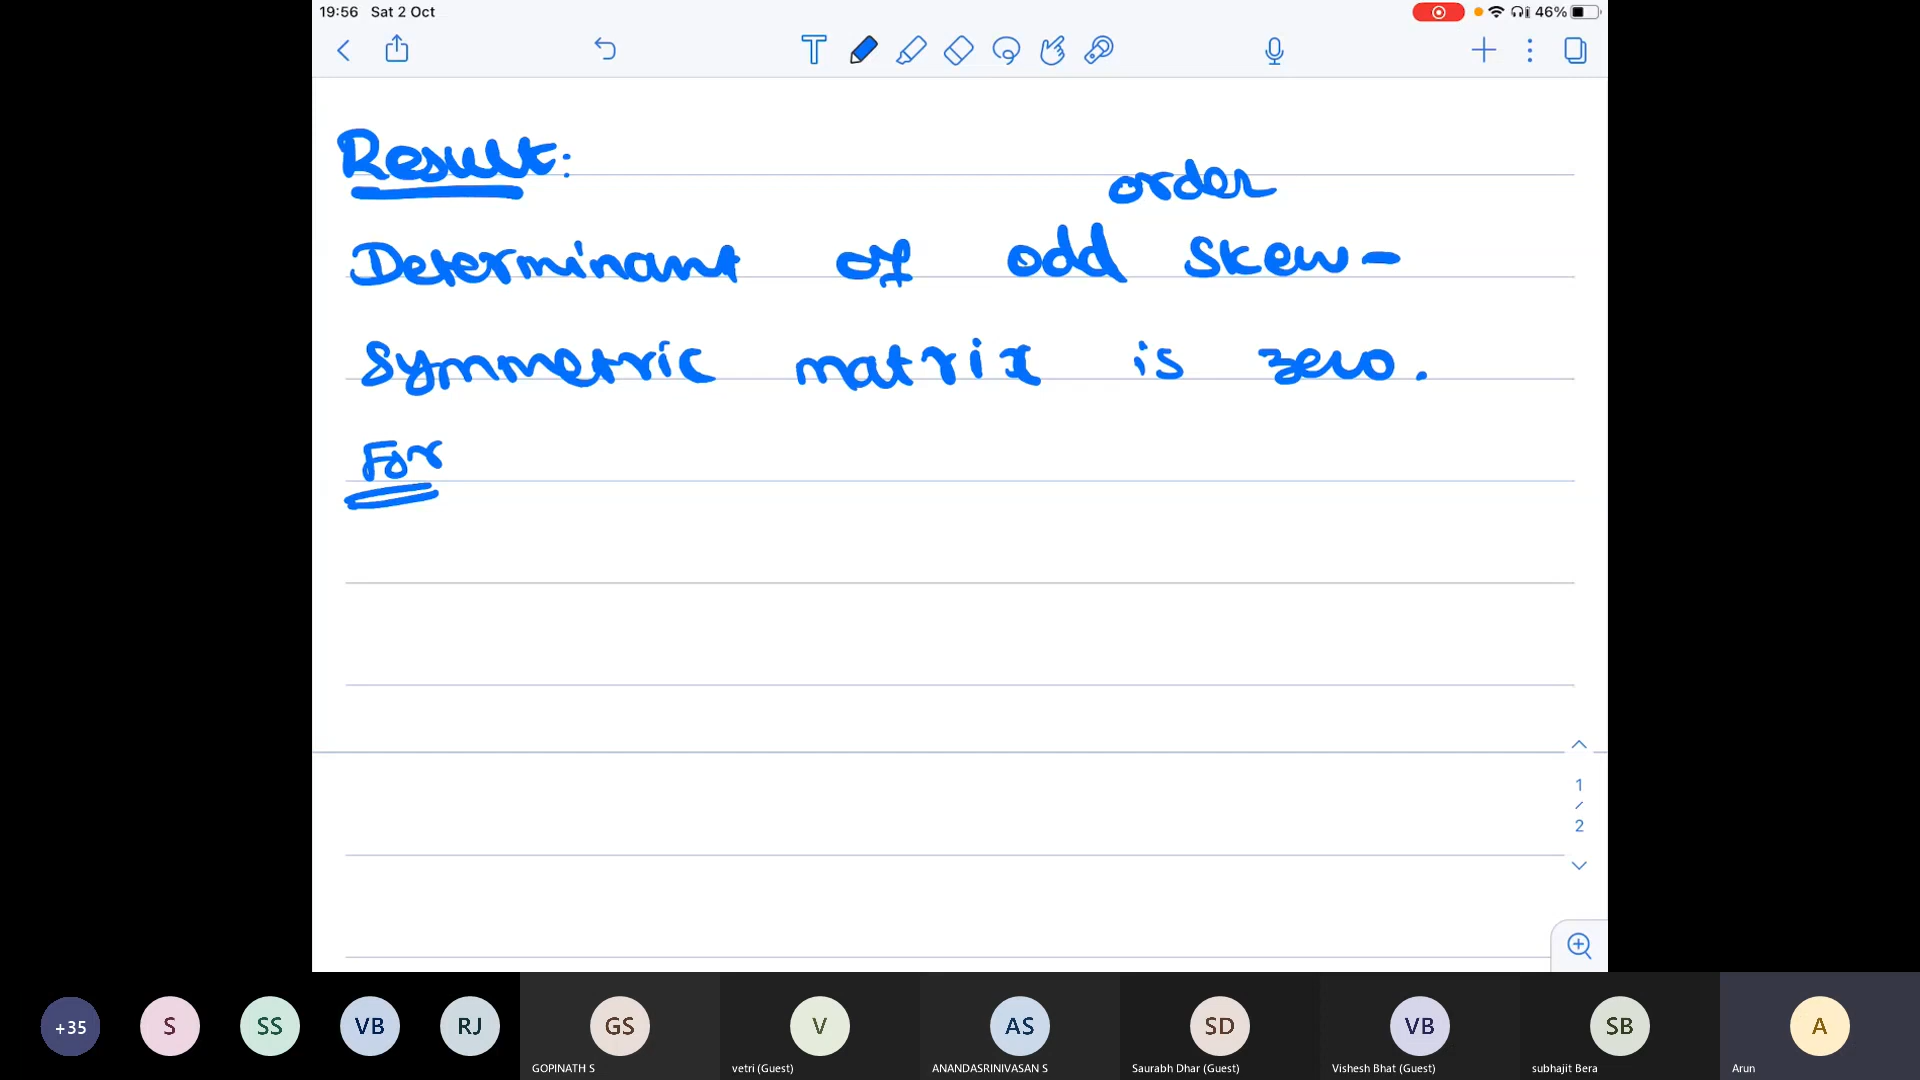 19:56 Sat 2 Oct 46%
T
Result:
order
Determinant of odd skew-
symmetric matrix is zero.
For
1
/
2
+35 S SS VB RJ GS V AS SD VB SB A
GOPINATH S vetri (Guest) ANANDASRINIVASAN S Saurabh Dhar (Guest) Vishesh Bhat (Guest) subhajit Bera Arun